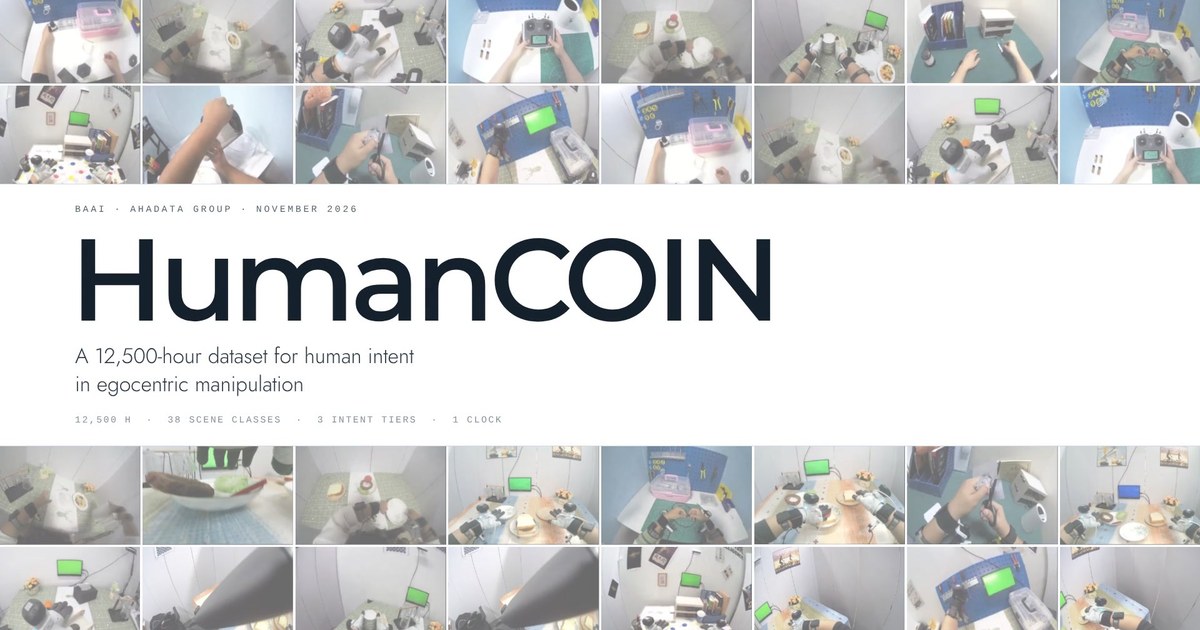 BAAI · AHADATA GROUP · NOVEMBER 2026
HumanCOIN
A 12,500-hour dataset for human intent
in egocentric manipulation
12,500 H · 38 SCENE CLASSES · 3 INTENT TIERS · 1 CLOCK